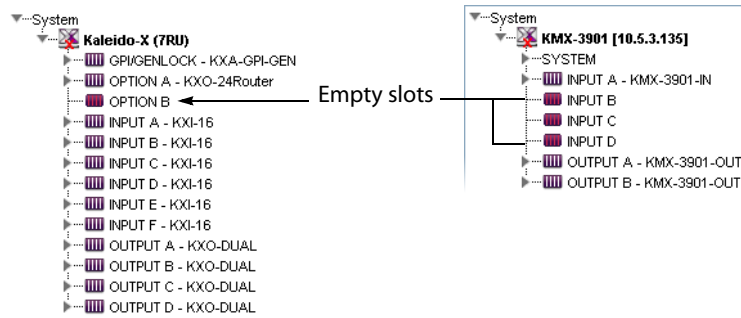 System
Kaleido-X (7RU)
GPI/GENLOCK - KXA-GPI-GEN
OPTION A - KXO-24Router
OPTION B
INPUT A - KXI-16
INPUT B - KXI-16
INPUT C - KXI-16
INPUT D - KXI-16
INPUT E - KXI-16
INPUT F - KXI-16
OUTPUT A - KXO-DUAL
OUTPUT B - KXO-DUAL
OUTPUT C - KXO-DUAL
OUTPUT D - KXO-DUAL
Empty slots
System
KMX-3901 [10.5.3.135]
SYSTEM
INPUT A - KMX-3901-IN
INPUT B
INPUT C
INPUT D
OUTPUT A - KMX-3901-OUT
OUTPUT B - KMX-3901-OUT